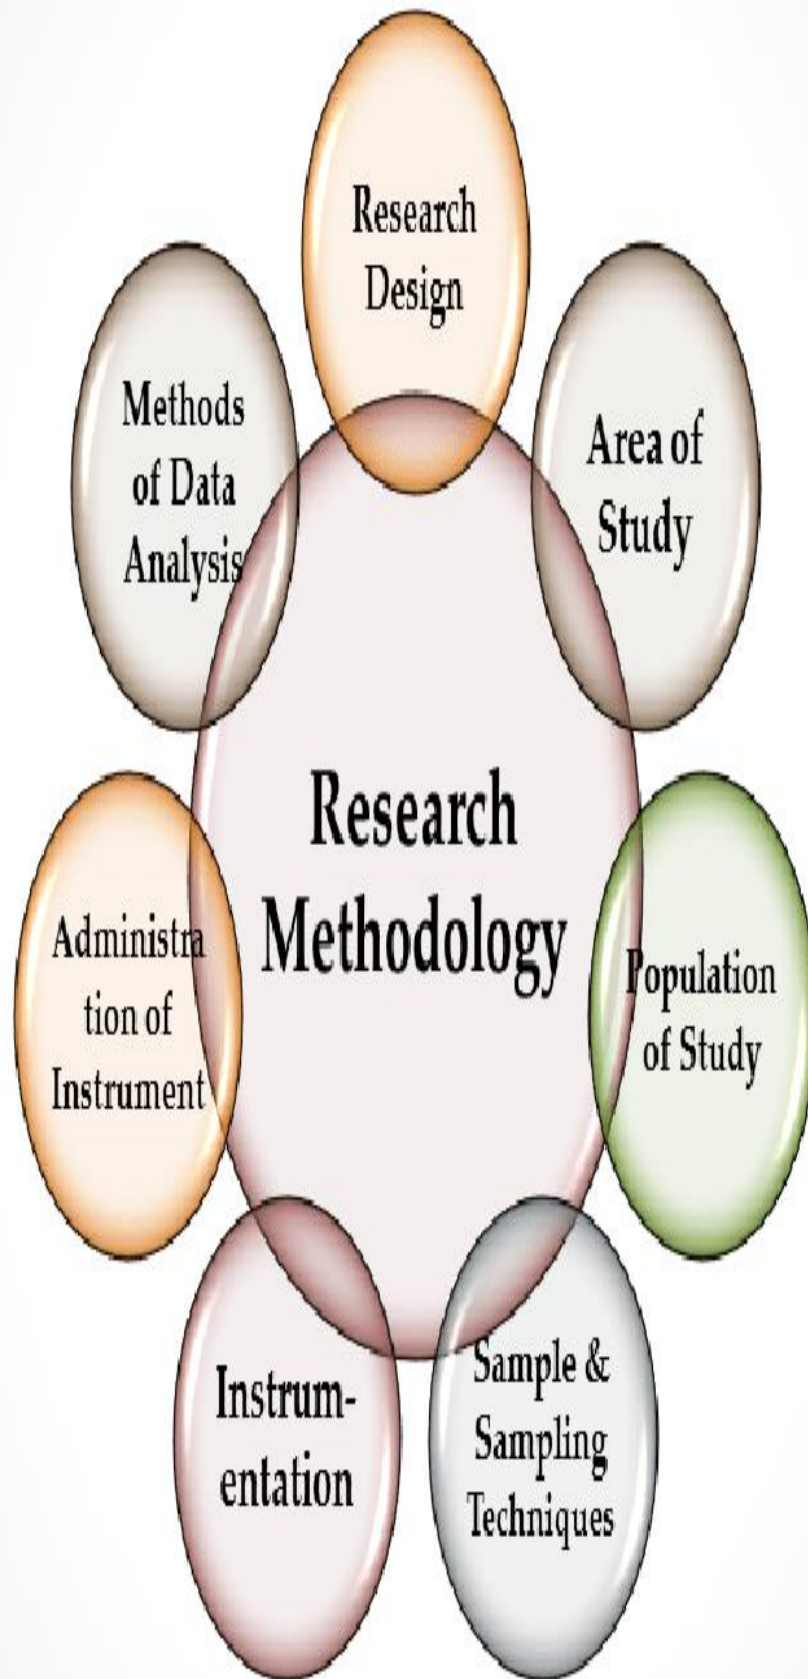 Research
Design
Area of
Study
Population
of Study
Sample &
Sampling
Techniques
Instrum-
entation
Administra
tion of
Instrument
Methods
of Data
Analysis
Research
Methodology